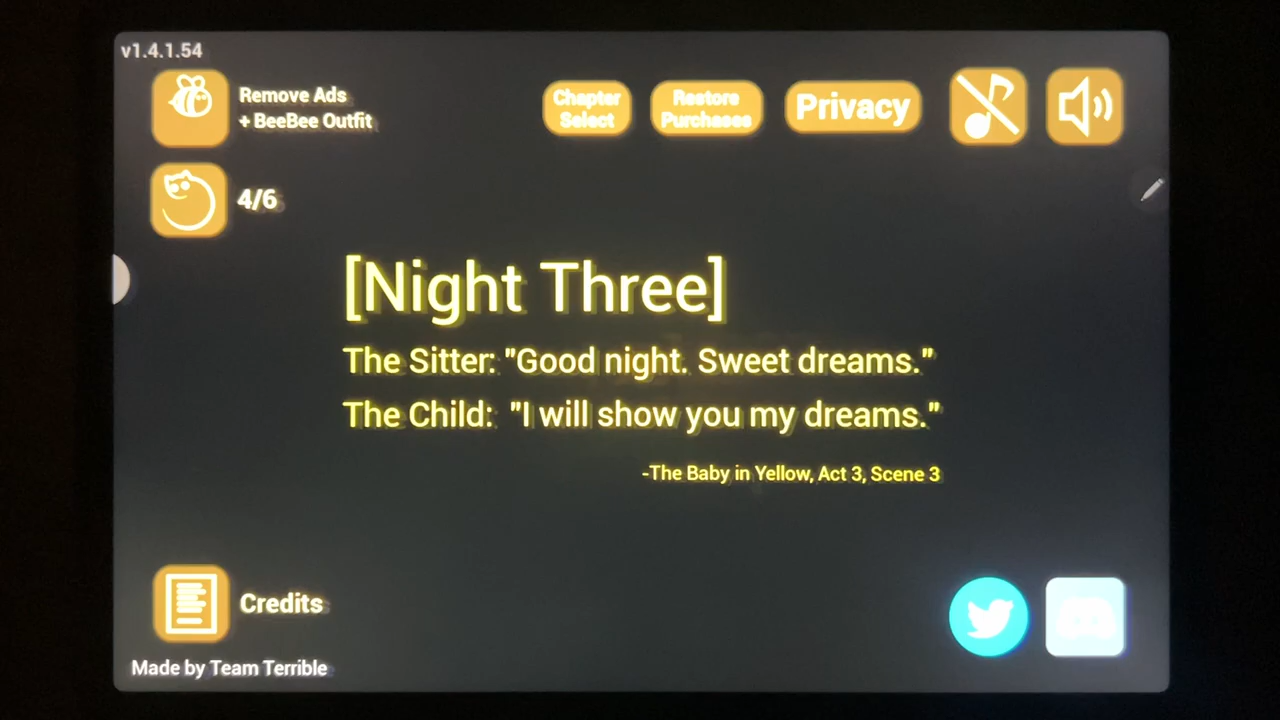 v1.4.1.54
Remove Ads
+ BeeBee Outfit
Chapter
Select
Restore
Purchases
Privacy
4/6
[Night Three]
The Sitter: "Good night. Sweet dreams."
The Child: "I will show you my dreams."
-The Baby in Yellow, Act 3, Scene 3
Credits
Made by Team Terrible